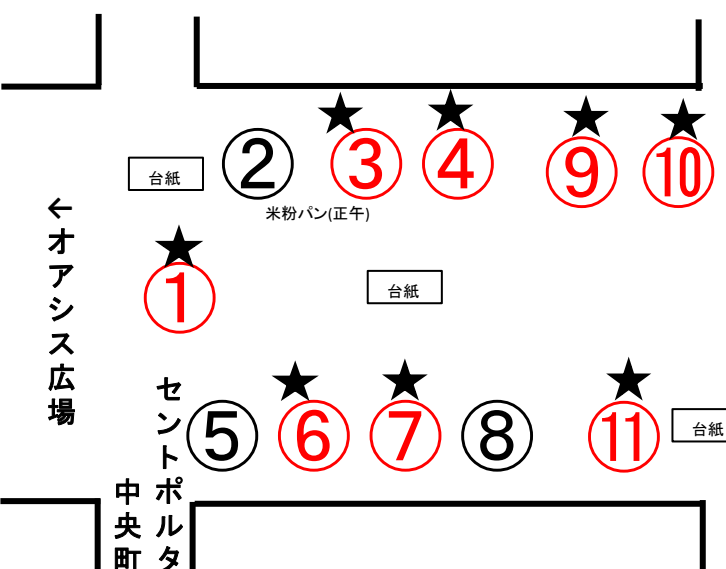 ★ ★ ★ ★
② ③ ④ ⑨ ⑩
台紙
米粉パン(正午)
←オアシス広場
★
①
台紙
★ ★ ★
⑤ ⑥ ⑦ ⑧ ⑪
台紙
セントポルタ
中央町